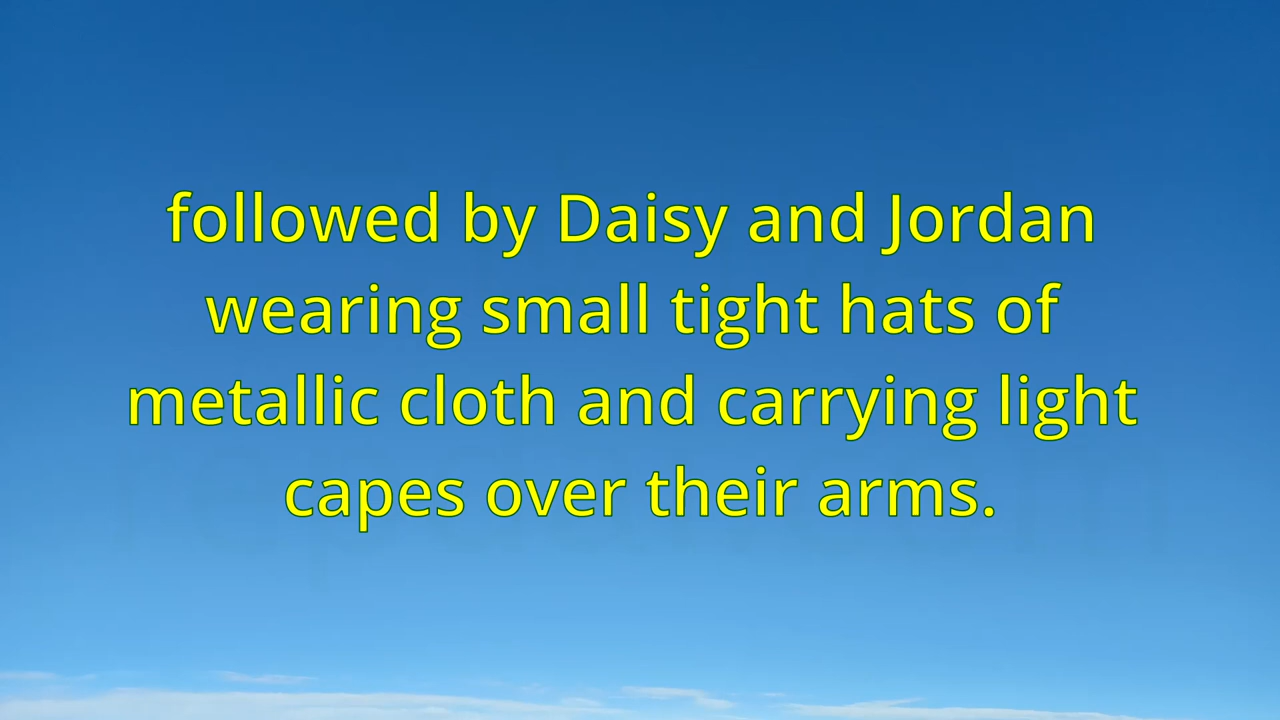 followed by Daisy and Jordan
wearing small tight hats of
metallic cloth and carrying light
capes over their arms.